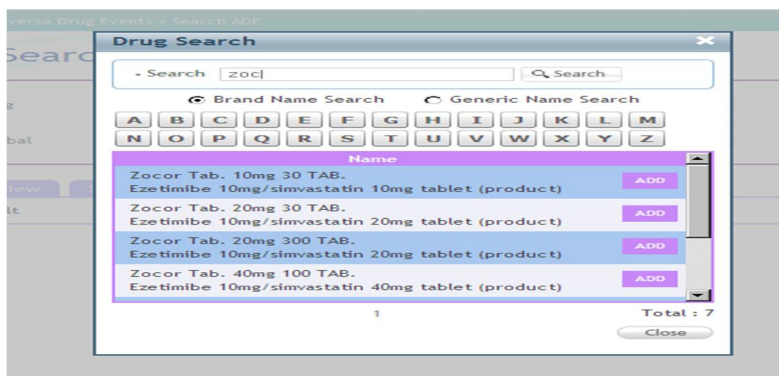 verse Drug Events > Search ADE
Searc
Drug Search
Search zoc
Search
Brand Name Search Generic Name Search
A B C D E F G H I J K L M
N O P Q R S T U V W X Y Z
Name
Zocor Tab. 10mg 30 TAB.
Ezetimibe 10mg/simvastatin 10mg tablet (product)
ADD
Zocor Tab. 20mg 30 TAB.
Ezetimibe 10mg/simvastatin 20mg tablet (product)
ADD
Zocor Tab. 20mg 300 TAB.
Ezetimibe 10mg/simvastatin 20mg tablet (product)
ADD
Zocor Tab. 40mg 100 TAB.
Ezetimibe 10mg/simvastatin 40mg tablet (product)
ADD
1
Total : 7
Close